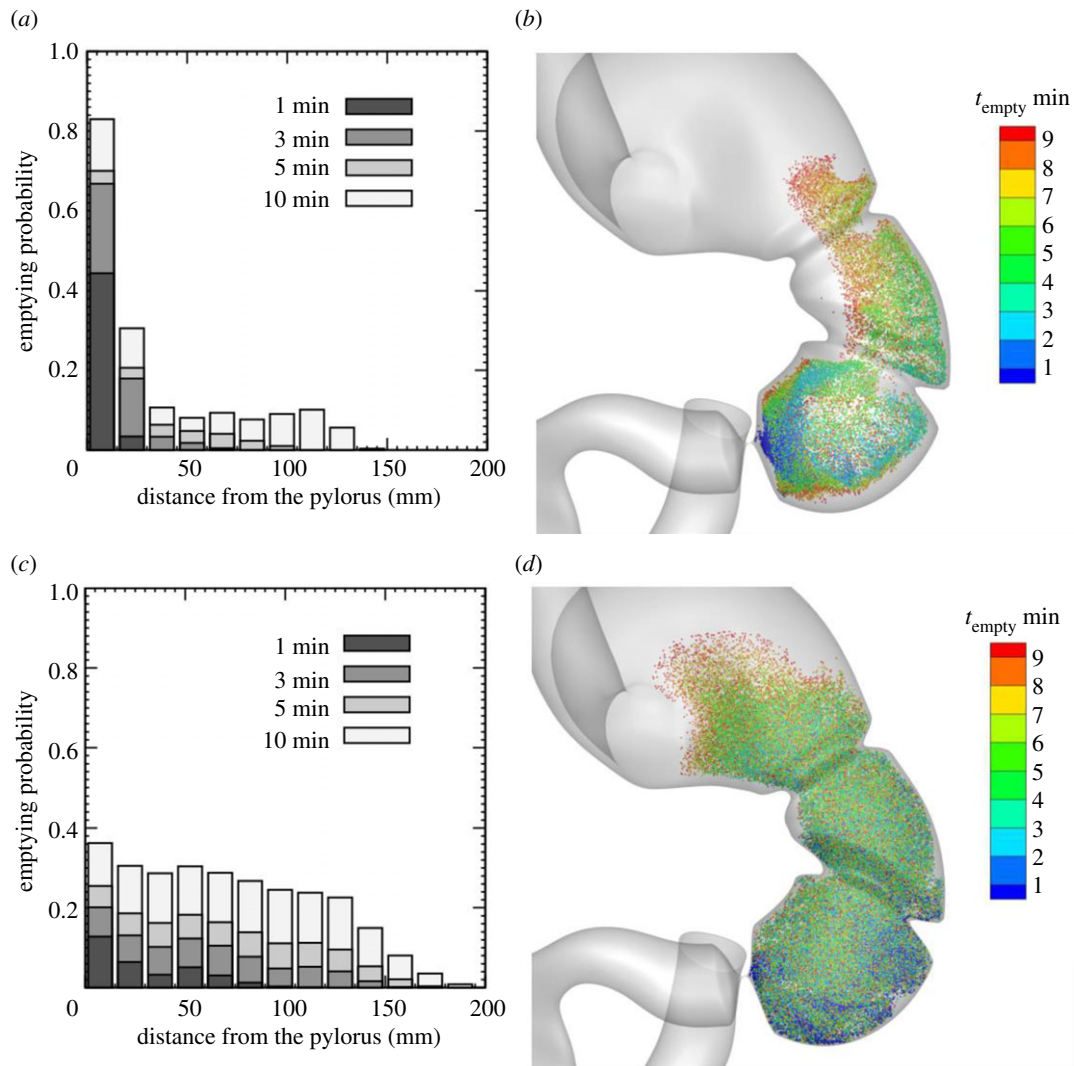 (a)
1.0
0.8
0.6
0.4
0.2
0
50
100
150
200
emptying probability
distance from the pylorus (mm)
1 min
3 min
5 min
10 min
(b)
t_empty min
9
8
7
6
5
4
3
2
1
(c)
1.0
0.8
0.6
0.4
0.2
0
50
100
150
200
emptying probability
distance from the pylorus (mm)
1 min
3 min
5 min
10 min
(d)
t_empty min
9
8
7
6
5
4
3
2
1